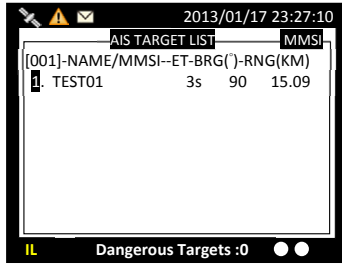 2013/01/17 23:27:10
AIS TARGET LIST MMSI
[001]-NAME/MMSI--ET-BRG(°)-RNG(KM)
1. TEST01 3s 90 15.09
IL Dangerous Targets :0